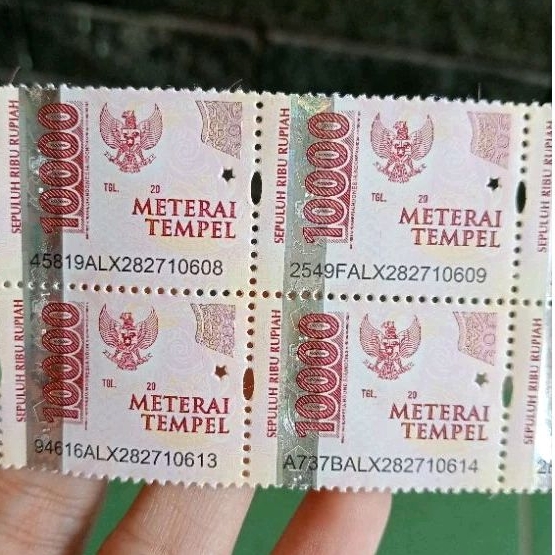 SEPULUH RIBU RUPIAH
10000
TGL. 20
METERAI
TEMPEL
45819ALX282710608
SEPULUH RIBU RUPIAH
10000
TGL. 20
METERAI
TEMPEL
2549FALX282710609
SEPULUH RIBU RUPIAH
SEPULUH RIBU RUPIAH
10000
TGL. 20
METERAI
TEMPEL
94616ALX282710613
SEPULUH RIBU RUPIAH
10000
TGL. 20
METERAI
TEMPEL
A737BALX282710614
SEPULUH RIBU RUPIAH